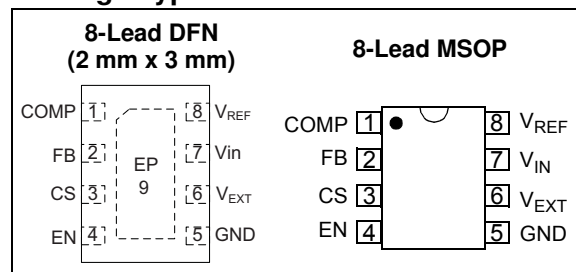 8-Lead DFN
(2 mm x 3 mm)
COMP 1 8 VREF
FB 2 7 Vin
CS 3 6 VEXT
EN 4 5 GND
EP
9
8-Lead MSOP
COMP 1 8 VREF
FB 2 7 VIN
CS 3 6 VEXT
EN 4 5 GND